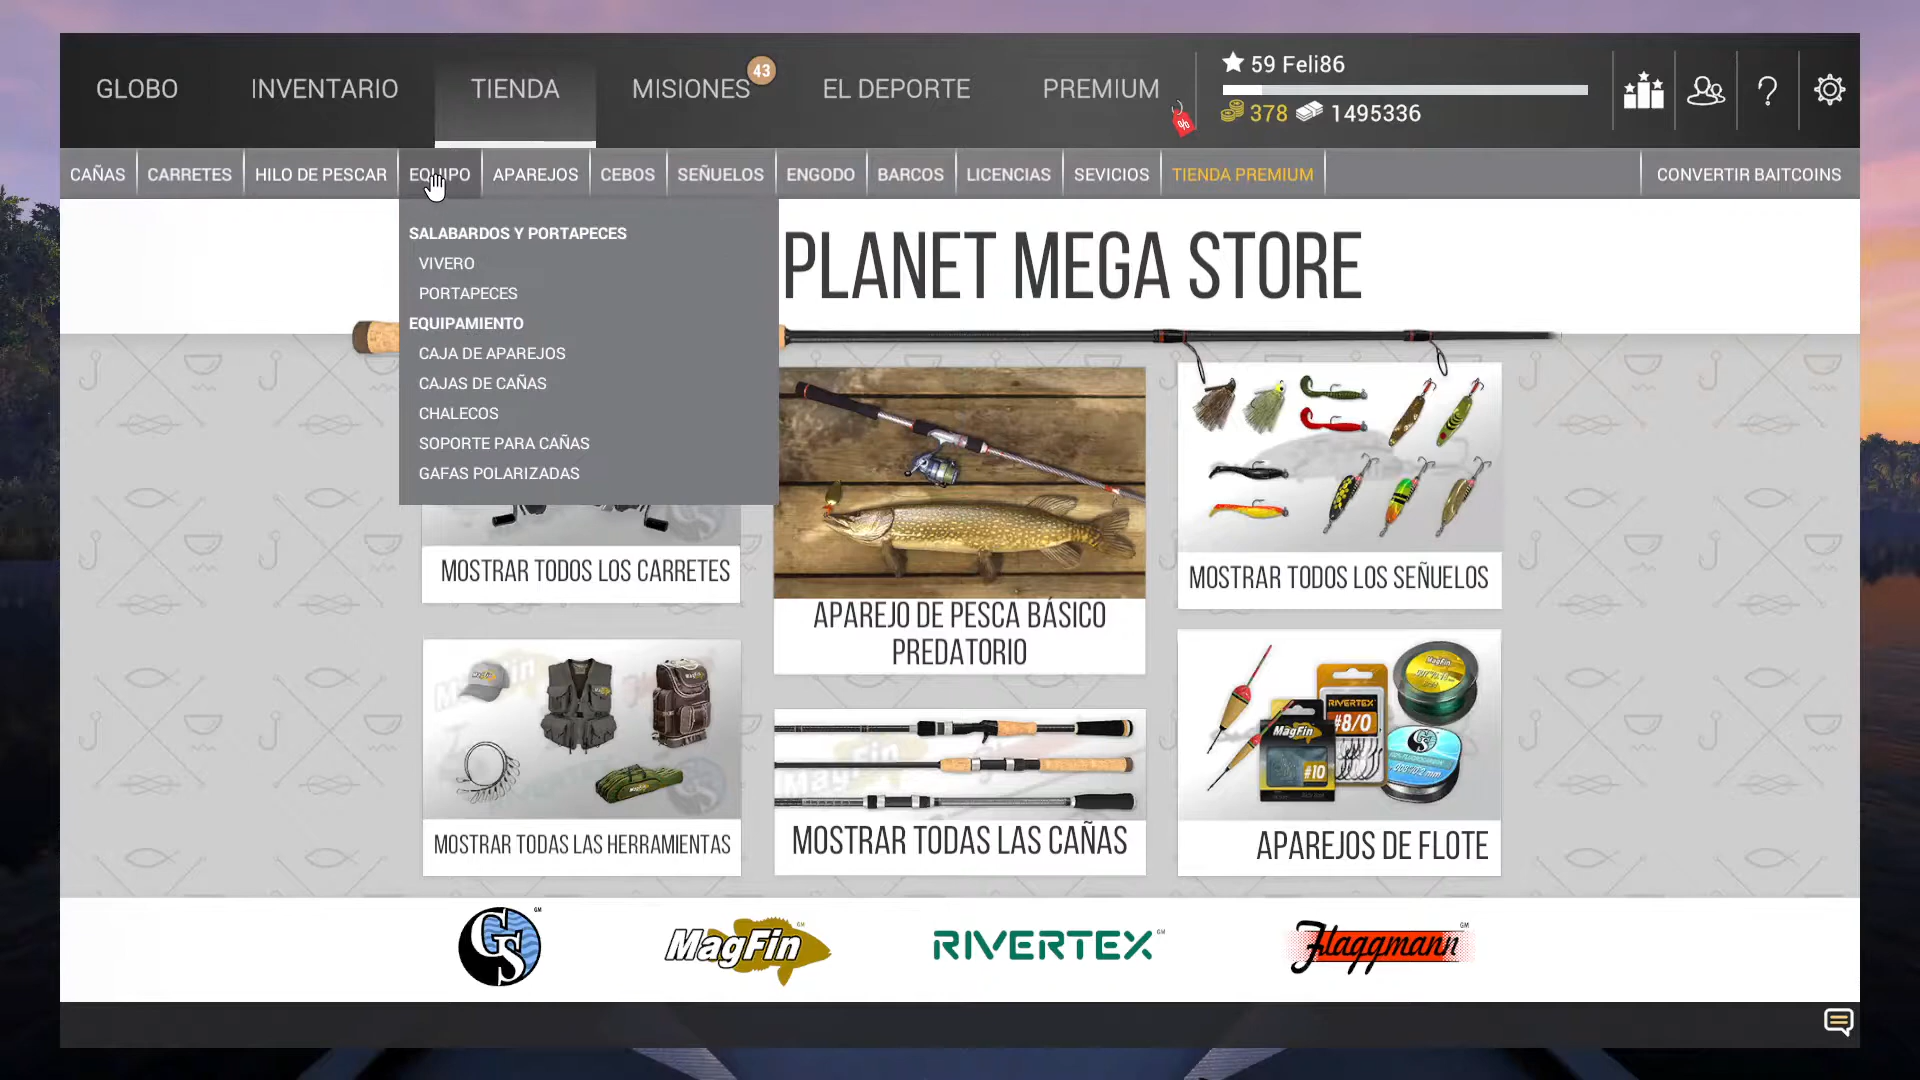 GLOBO
INVENTARIO
TIENDA
MISIONES
43
EL DEPORTE
PREMIUM
%
59 Feli86
378
1495336
?
CAÑAS
CARRETES
HILO DE PESCAR
EQUIPO
APAREJOS
CEBOS
SEÑUELOS
ENGODO
BARCOS
LICENCIAS
SEVICIOS
TIENDA PREMIUM
CONVERTIR BAITCOINS
SALABARDOS Y PORTAPECES
VIVERO
PORTAPECES
EQUIPAMIENTO
CAJA DE APAREJOS
CAJAS DE CAÑAS
CHALECOS
SOPORTE PARA CAÑAS
GAFAS POLARIZADAS
PLANET MEGA STORE
MOSTRAR TODOS LOS CARRETES
APAREJO DE PESCA BÁSICO
PREDATORIO
MOSTRAR TODOS LOS SEÑUELOS
MOSTRAR TODAS LAS HERRAMIENTAS
MagFin
MOSTRAR TODAS LAS CAÑAS
RIVERTEX
#8/0
MagFin
#10
MagFin
APAREJOS DE FLOTE
GS
MagFin
RIVERTEX
Flaggmann